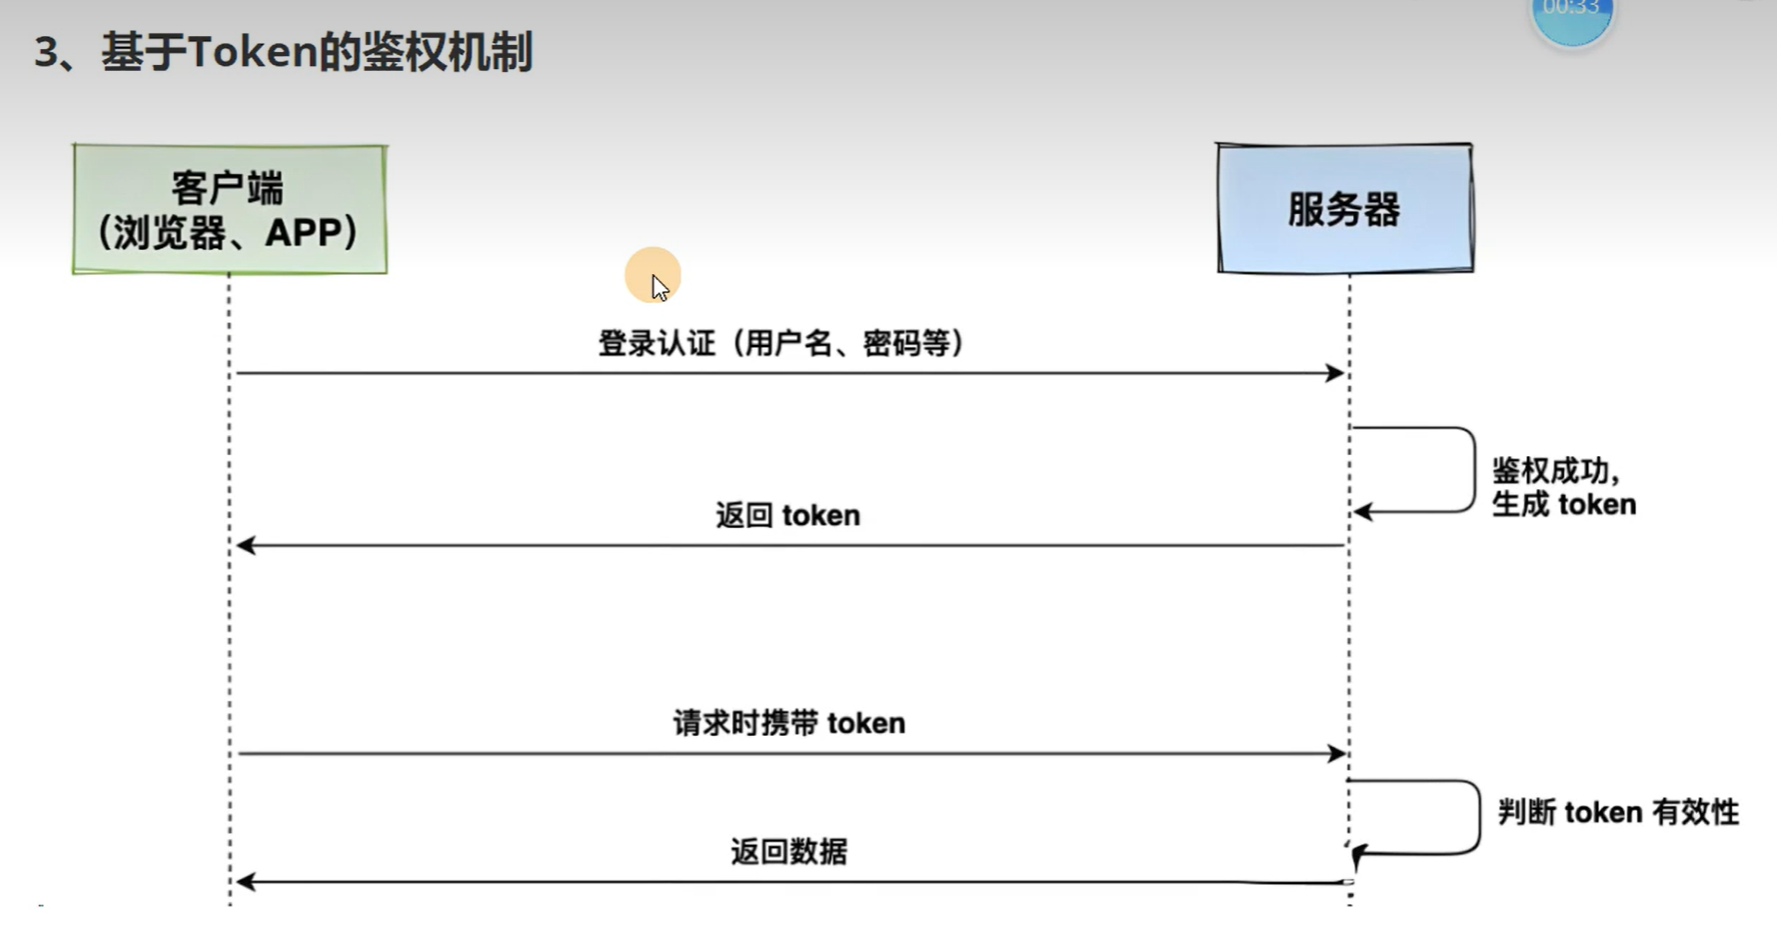 00:33
3、基于Token的鉴权机制
客户端
（浏览器、APP）
服务器
登录认证（用户名、密码等）
鉴权成功，
生成 token
返回 token
请求时携带 token
判断 token 有效性
返回数据